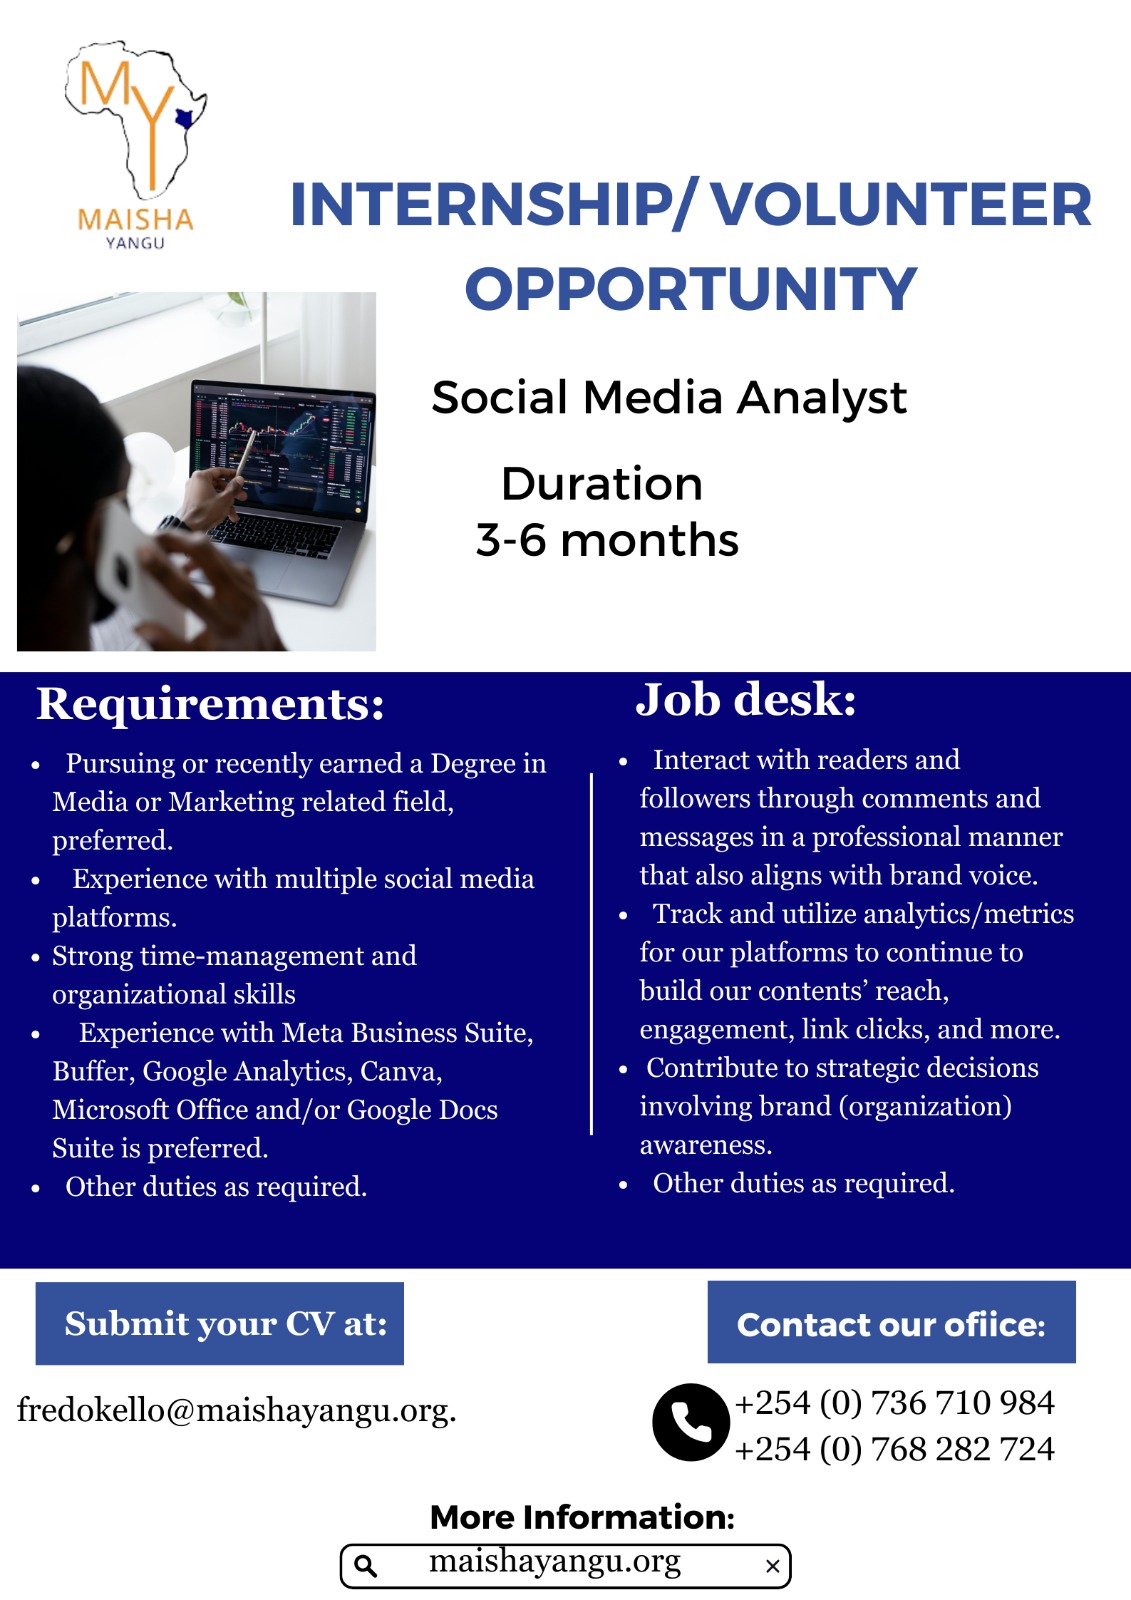 MY
MAISHA
YANGU
INTERNSHIP/ VOLUNTEER
OPPORTUNITY
Social Media Analyst
Duration
3-6 months
Requirements:
• Pursuing or recently earned a Degree in
Media or Marketing related field,
preferred.
• Experience with multiple social media
platforms.
• Strong time-management and
organizational skills
• Experience with Meta Business Suite,
Buffer, Google Analytics, Canva,
Microsoft Office and/or Google Docs
Suite is preferred.
• Other duties as required.
Job desk:
• Interact with readers and
followers through comments and
messages in a professional manner
that also aligns with brand voice.
• Track and utilize analytics/metrics
for our platforms to continue to
build our contents’ reach,
engagement, link clicks, and more.
• Contribute to strategic decisions
involving brand (organization)
awareness.
• Other duties as required.
Submit your CV at:
fredokello@maishayangu.org.
Contact our ofiice:
+254 (0) 736 710 984
+254 (0) 768 282 724
More Information:
maishayangu.org